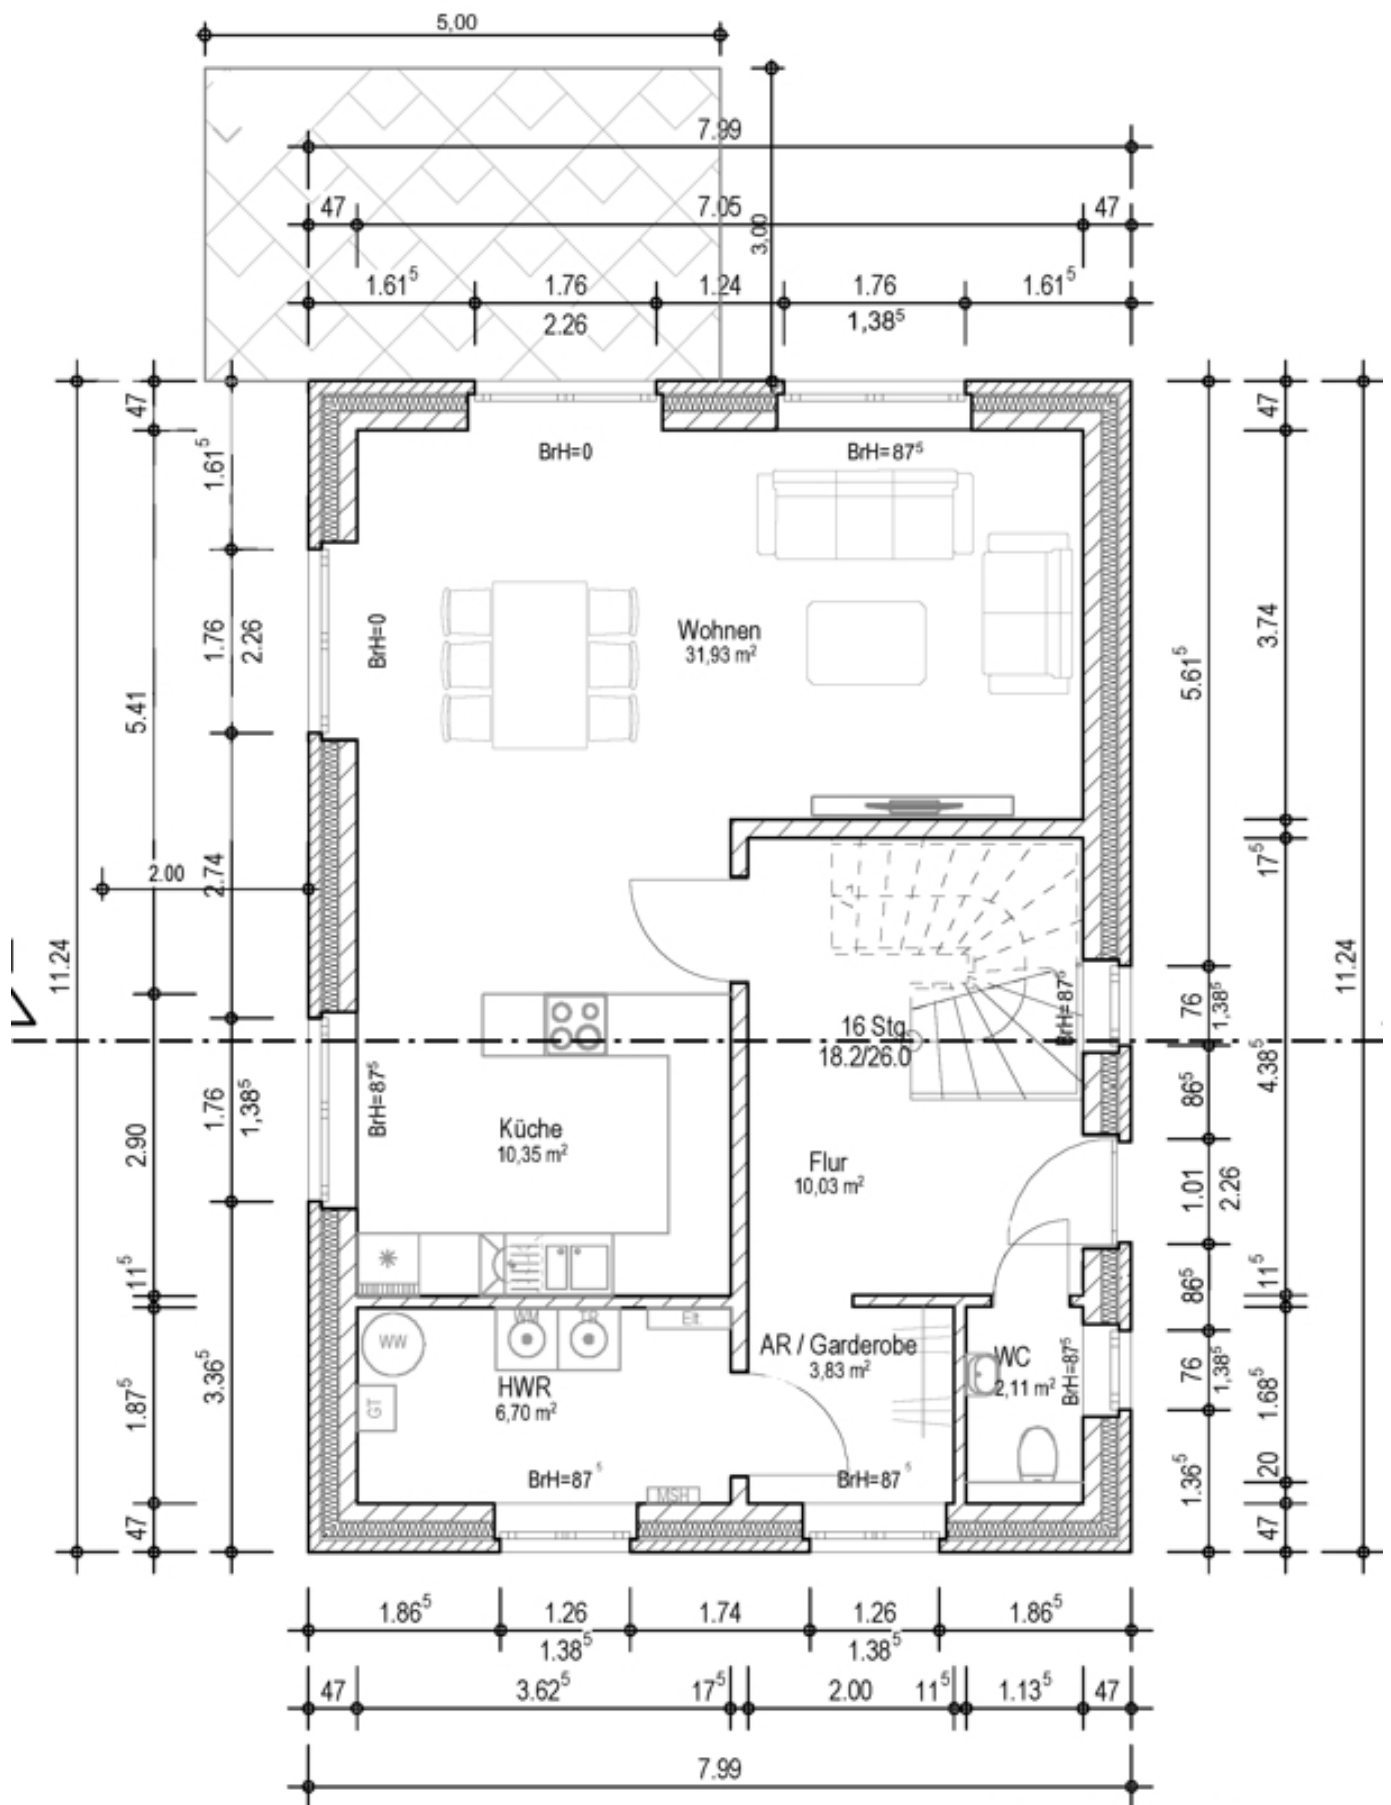 5,00
7.99
47
7.05
47
3.00
1.61⁵
1.76
1.24
1.76
1.61⁵
2.26
1,38⁵
47
47
1.61⁵
BrH=0
BrH=87⁵
1.76
2.26
BrH=0
Wohnen
31,93 m²
5.61⁵
3.74
5.41
2.74
2.00
17⁵
11.24
11.24
BrH=87⁵
76
1,38⁵
16 Stg.
18.2/26.0
4.38⁵
86⁵
1.76
1,38⁵
BrH=87⁵
2.90
Küche
10,35 m²
Flur
10,03 m²
1.01
2.26
11⁵
86⁵
11⁵
WW
WM
TR
Elt.
AR / Garderobe
3,83 m²
WC
2,11 m²
BrH=87⁵
76
1,38⁵
3.36⁵
1.87⁵
GT
HWR
6,70 m²
1.68⁵
BrH=87⁵
MSH
BrH=87⁵
1.36⁵
20
47
47
1.86⁵
1.26
1.74
1.26
1.86⁵
1.38⁵
1.38⁵
47
3.62⁵
17⁵
2.00
11⁵
1.13⁵
47
7.99